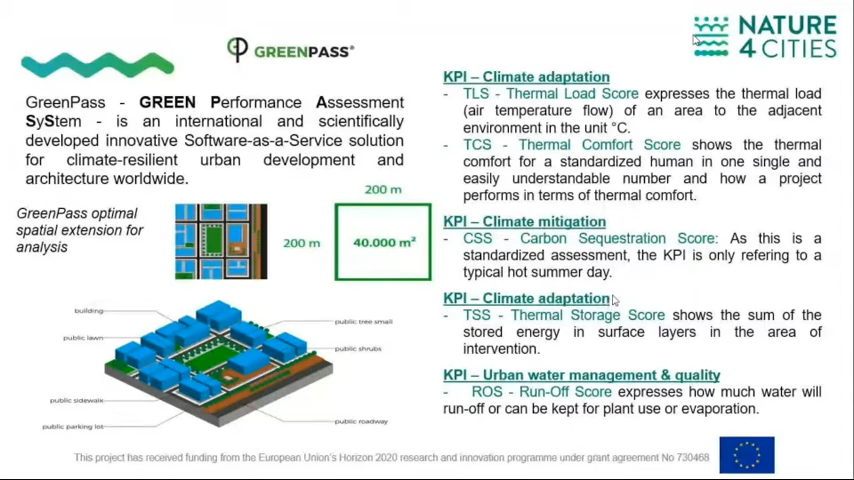 GREENPASS®
NATURE
4 CITIES
GreenPass - GREEN Performance Assessment
SyStem - is an international and scientifically
developed innovative Software-as-a-Service solution
for climate-resilient urban development and
architecture worldwide.
GreenPass optimal
spatial extension for
analysis
200 m
200 m
40.000 m²
building
public lawn
public sidewalk
public parking lot
public tree small
public shrubs
public roadway
KPI – Climate adaptation
- TLS - Thermal Load Score expresses the thermal load
(air temperature flow) of an area to the adjacent
environment in the unit °C.
- TCS - Thermal Comfort Score shows the thermal
comfort for a standardized human in one single and
easily understandable number and how a project
performs in terms of thermal comfort.
KPI – Climate mitigation
- CSS - Carbon Sequestration Score: As this is a
standardized assessment, the KPI is only refering to a
typical hot summer day.
KPI – Climate adaptation
- TSS - Thermal Storage Score shows the sum of the
stored energy in surface layers in the area of
intervention.
KPI – Urban water management & quality
- ROS - Run-Off Score expresses how much water will
run-off or can be kept for plant use or evaporation.
This project has received funding from the European Union's Horizon 2020 research and innovation programme under grant agreement No 730468